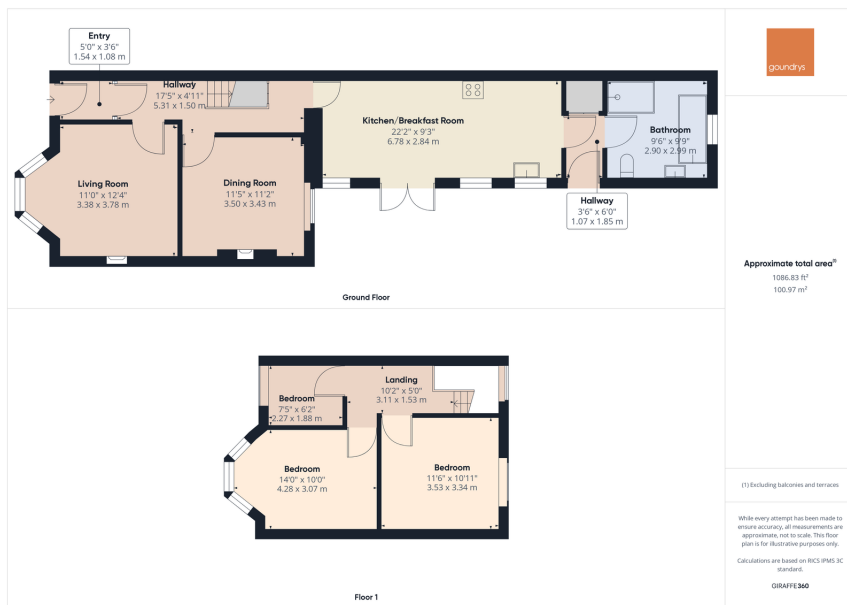 Entry
5'0" x 3'6"
1.54 x 1.08 m
Hallway
17'5" x 4'11"
5.31 x 1.50 m
Kitchen/Breakfast Room
22'2" x 9'3"
6.78 x 2.84 m
Bathroom
9'6" x 9'9"
2.90 x 2.99 m
Living Room
11'0" x 12'4"
3.38 x 3.78 m
Dining Room
11'5" x 11'2"
3.50 x 3.43 m
Hallway
3'6" x 6'0"
1.07 x 1.85 m
Ground Floor
Landing
10'2" x 5'0"
3.11 x 1.53 m
Bedroom
7'5" x 6'2"
2.27 x 1.88 m
Bedroom
14'0" x 10'0"
4.28 x 3.07 m
Bedroom
11'6" x 10'11"
3.53 x 3.34 m
Floor 1
goundrys
Approximate total area(1)
1086.83 ft²
100.97 m²
(1) Excluding balconies and terraces
While every attempt has been made to
ensure accuracy, all measurements are
approximate, not to scale. This floor
plan is for illustrative purposes only.
Calculations are based on RICS IPMS 3C
standard.
GIRAFFE360